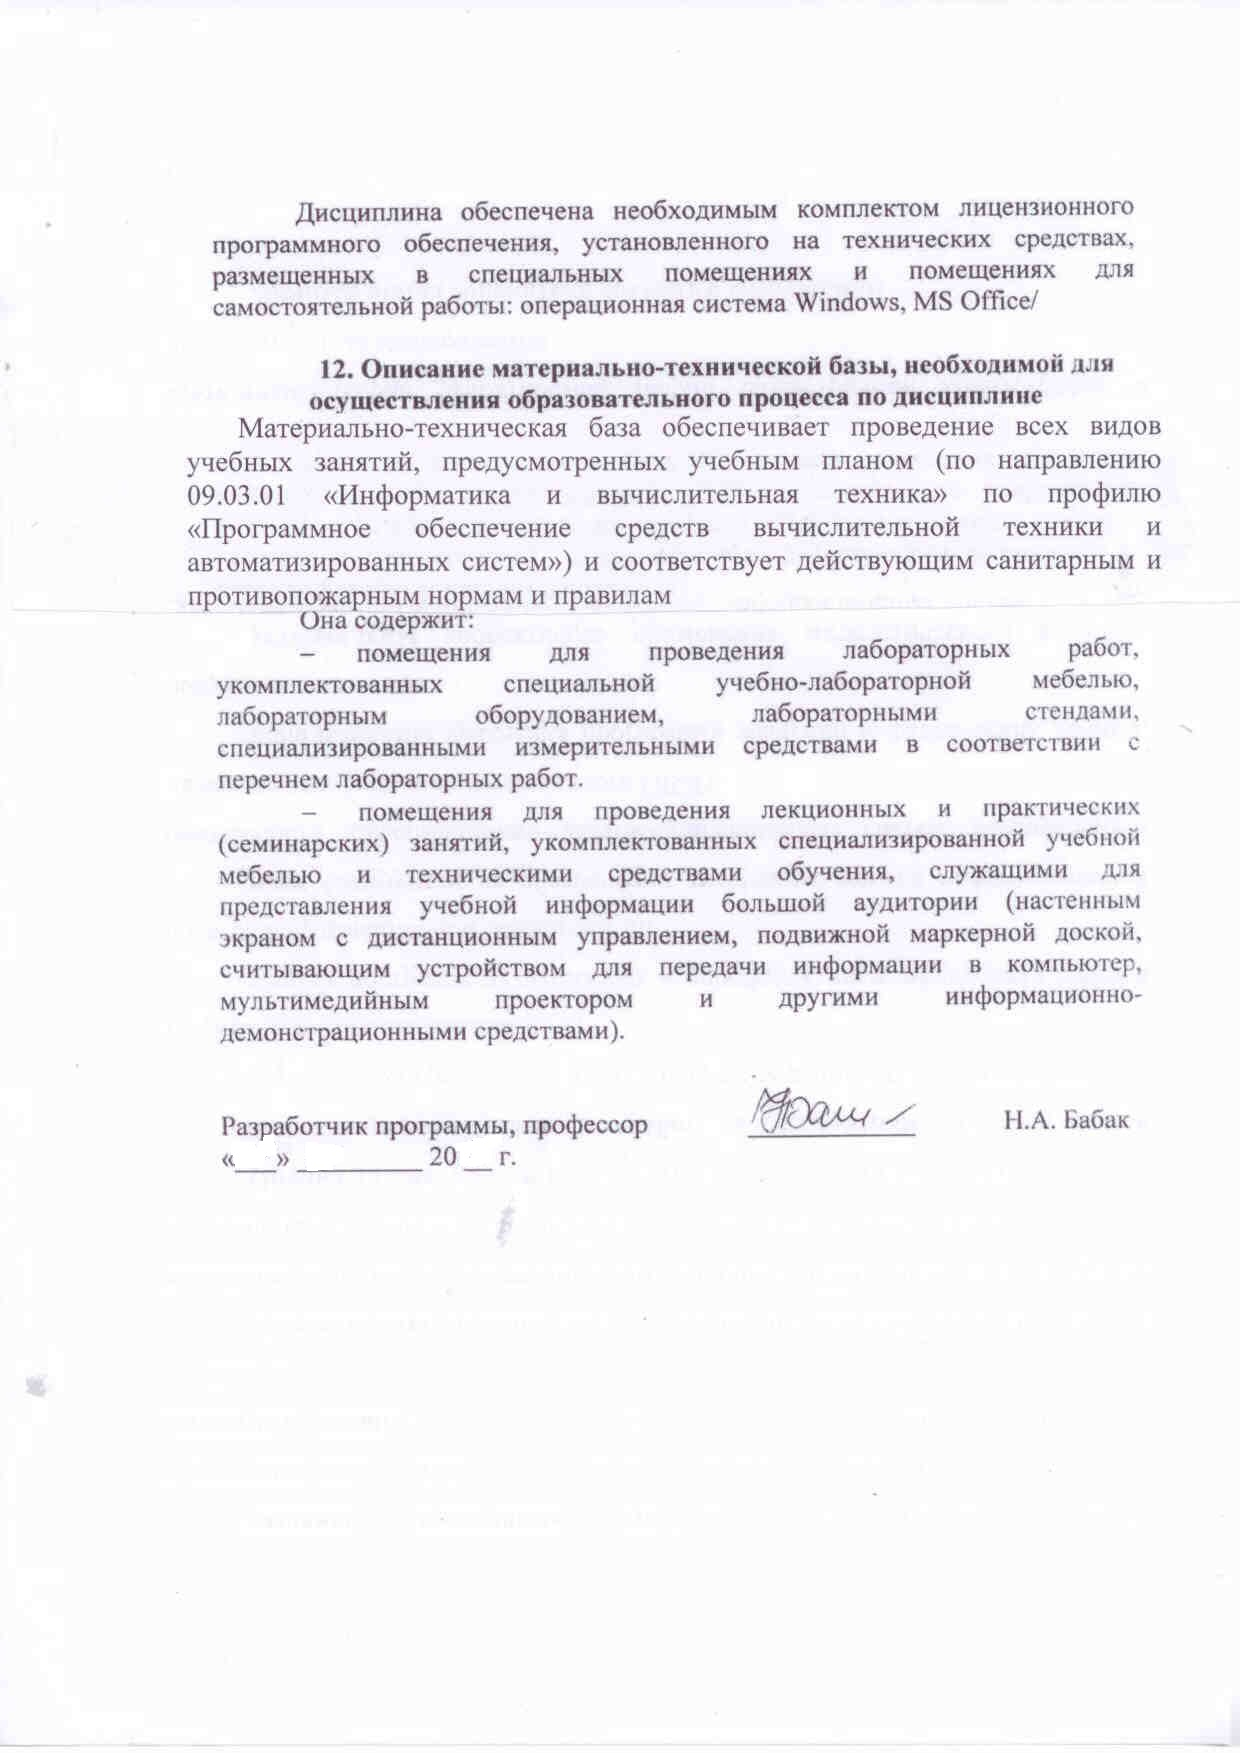 Дисциплина обеспечена необходимым комплектом лицензионного
программного обеспечения, установленного на технических средствах,
размещенных в специальных помещениях и помещениях для
самостоятельной работы: операционная система Windows, MS Office/
12. Описание материально-технической базы, необходимой для
осуществления образовательного процесса по дисциплине
Материально-техническая база обеспечивает проведение всех видов
учебных занятий, предусмотренных учебным планом (по направлению
09.03.01 «Информатика и вычислительная техника» по профилю
«Программное обеспечение средств вычислительной техники и
автоматизированных систем») и соответствует действующим санитарным и
противопожарным нормам и правилам
Она содержит:
– помещения для проведения лабораторных работ,
укомплектованных специальной учебно-лабораторной мебелью,
лабораторным оборудованием, лабораторными стендами,
специализированными измерительными средствами в соответствии с
перечнем лабораторных работ.
– помещения для проведения лекционных и практических
(семинарских) занятий, укомплектованных специализированной учебной
мебелью и техническими средствами обучения, служащими для
представления учебной информации большой аудитории (настенным
экраном с дистанционным управлением, подвижной маркерной доской,
считывающим устройством для передачи информации в компьютер,
мультимедийным проектором и другими информационно-
демонстрационными средствами).
Разработчик программы, профессор ____________ Н.А. Бабак
«___» _________ 20 __ г.